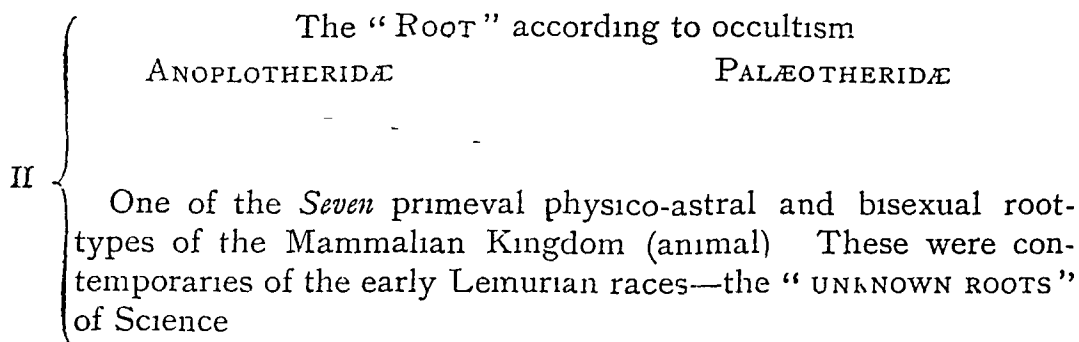 The “ Root ” according to occultism
Anoplotheridæ Palæotheridæ
II
One of the Seven primeval physico-astral and bisexual root-
types of the Mammalian Kingdom (animal) These were con-
temporaries of the early Lemurian races—the “ unknown roots ”
of Science